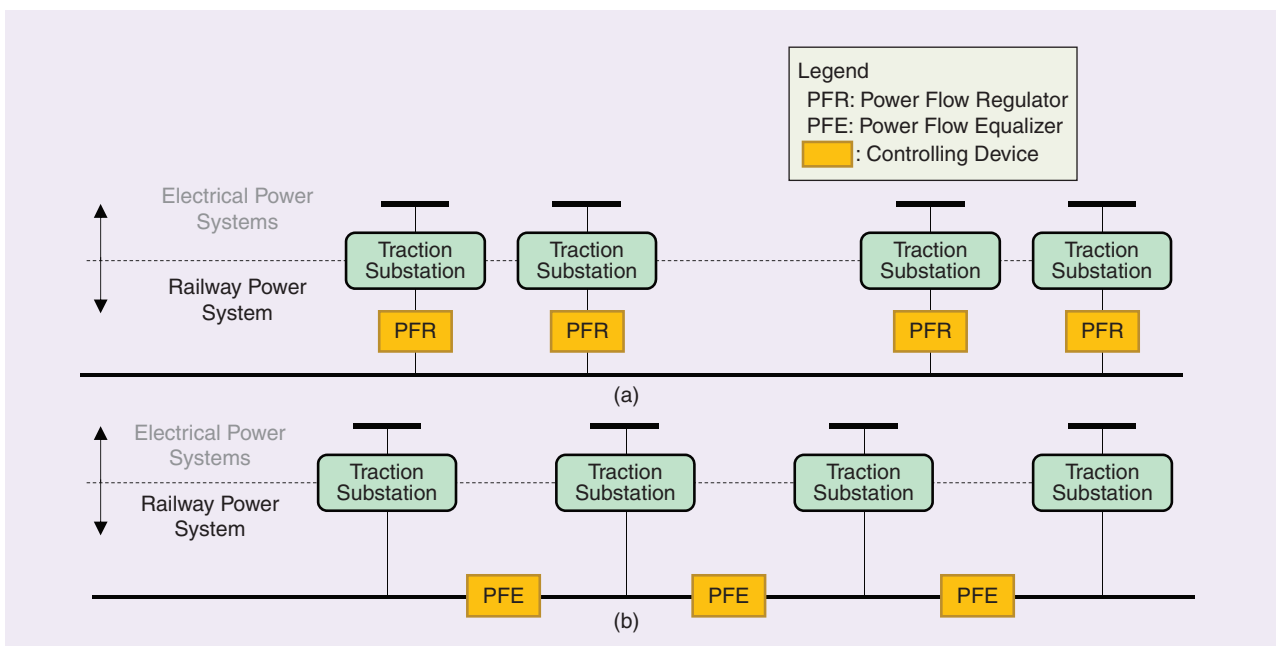 Legend
PFR: Power Flow Regulator
PFE: Power Flow Equalizer
: Controlling Device
Electrical Power
Systems
Railway Power
System
Traction
Substation
Traction
Substation
Traction
Substation
Traction
Substation
PFR
PFR
PFR
PFR
(a)
Electrical Power
Systems
Railway Power
System
Traction
Substation
Traction
Substation
Traction
Substation
Traction
Substation
PFE
PFE
PFE
(b)